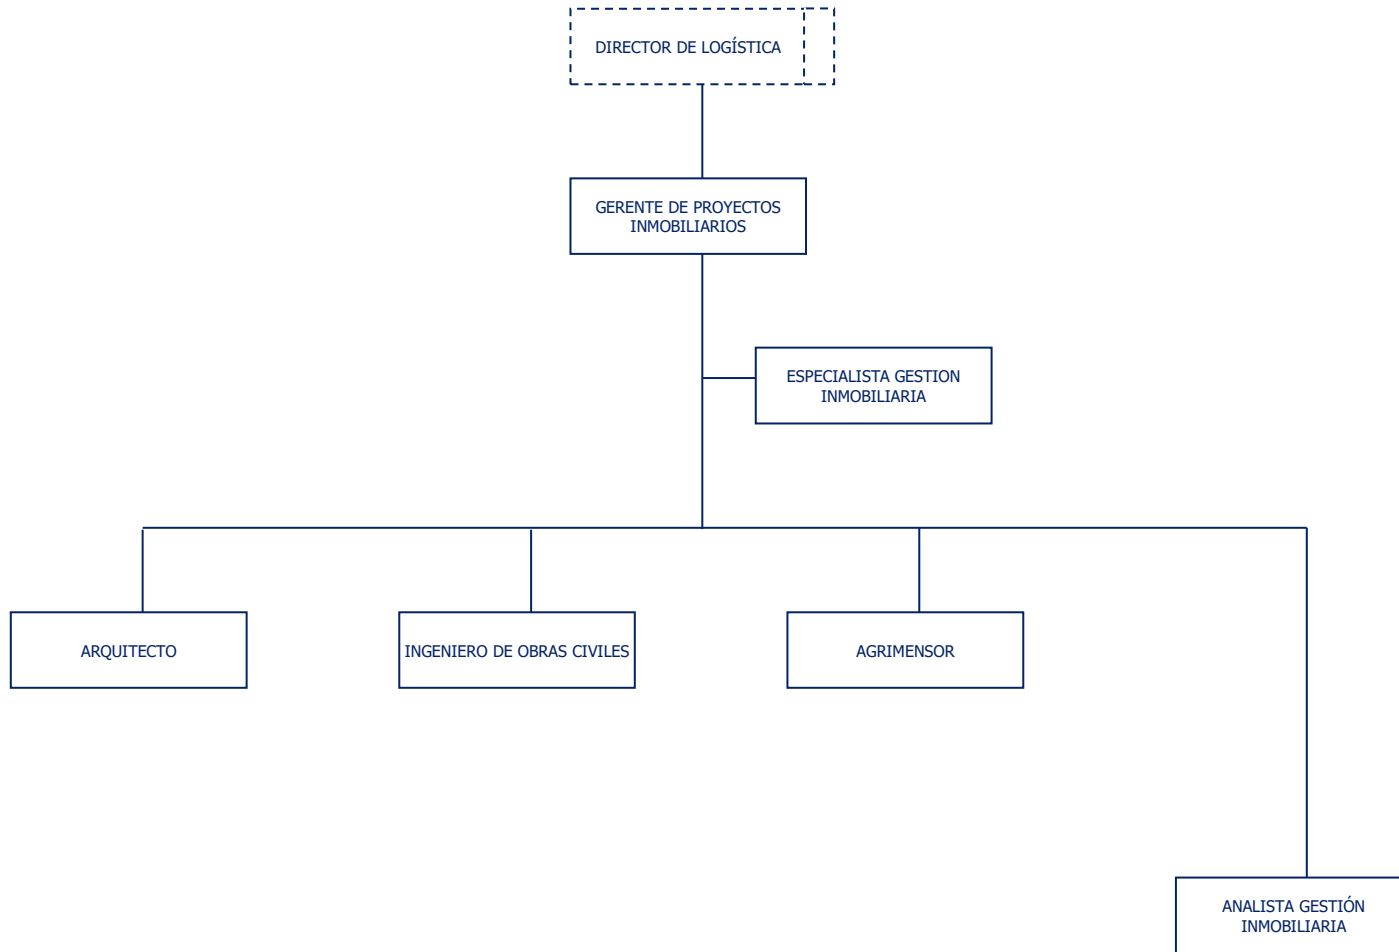 DIRECTOR DE LOGÍSTICA
GERENTE DE PROYECTOS
INMOBILIARIOS
ESPECIALISTA GESTION
INMOBILIARIA
ARQUITECTO
INGENIERO DE OBRAS CIVILES
AGRIMENSOR
ANALISTA GESTIÓN
INMOBILIARIA